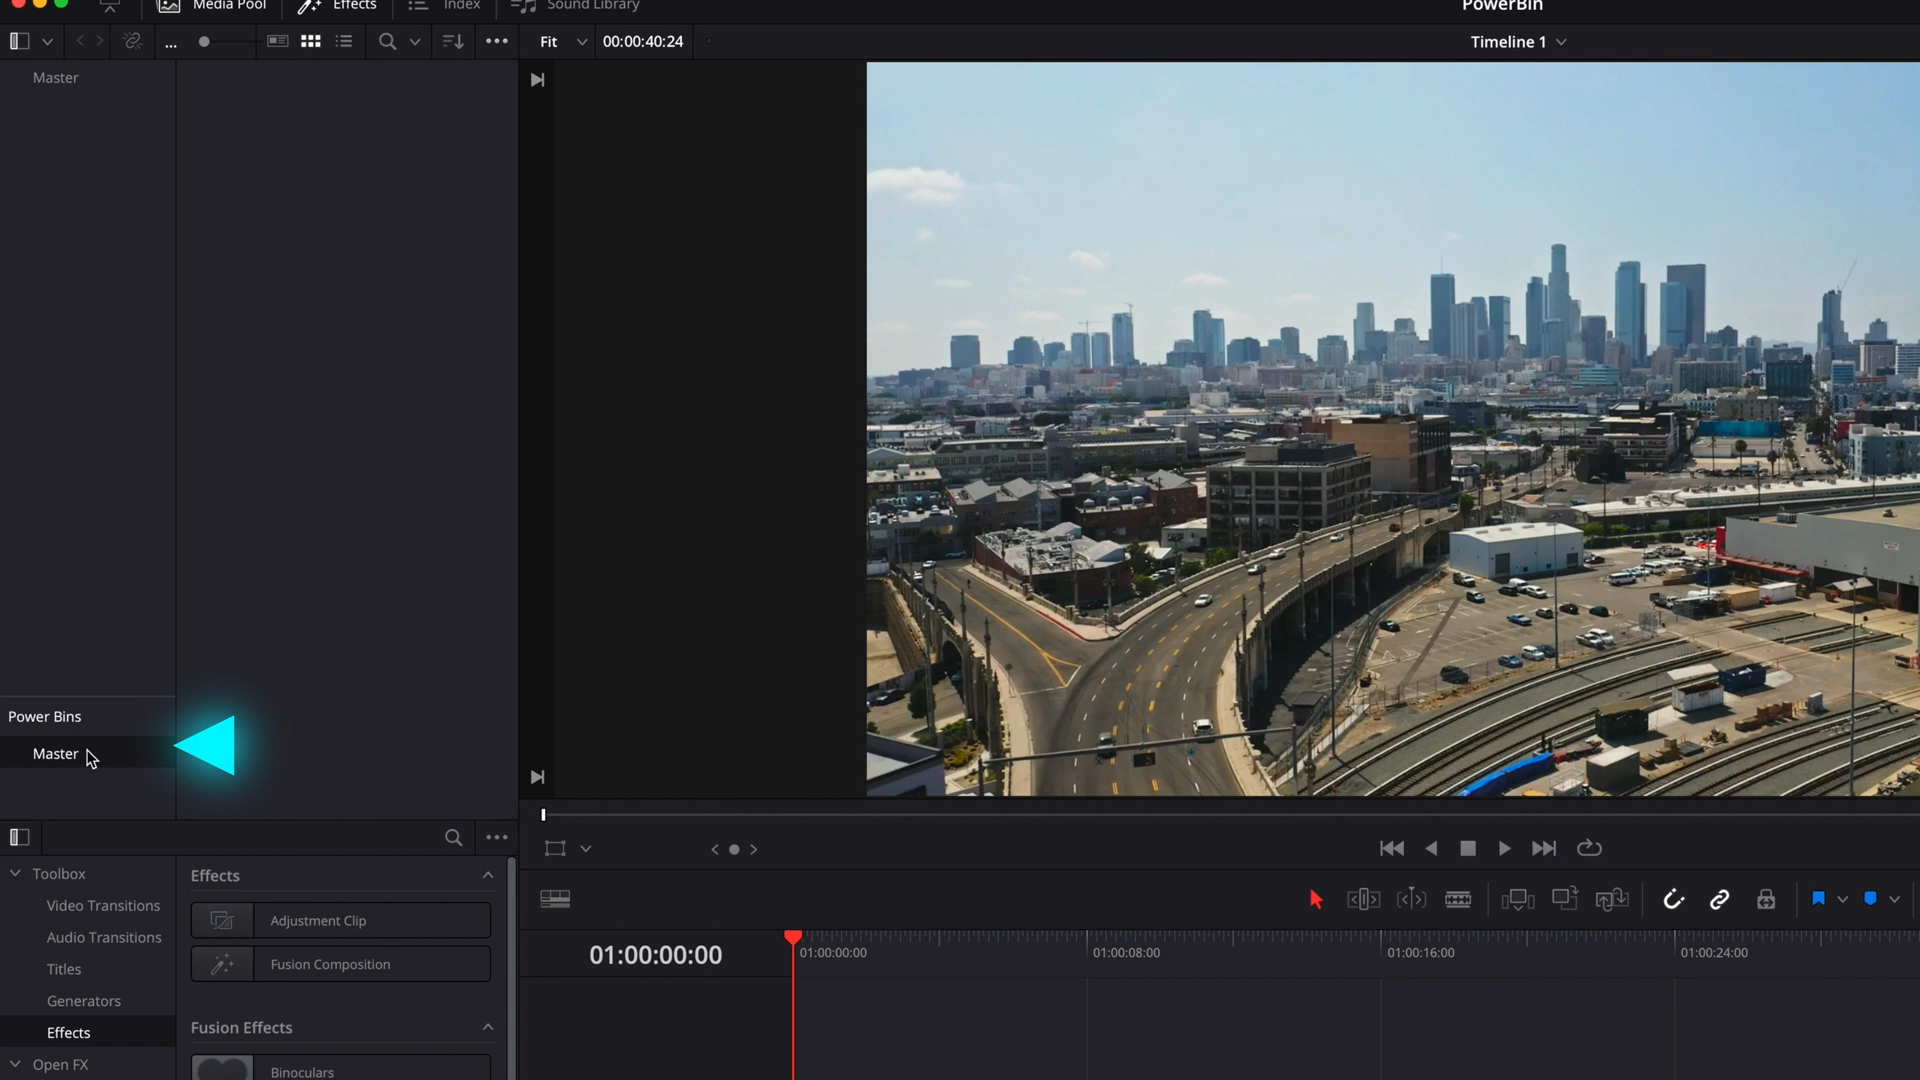 Media Pool
Effects
Index
Sound Library
PowerBin
...
Fit
00:00:40:24
Timeline 1
Master
Power Bins
Master
Toolbox
Video Transitions
Audio Transitions
Titles
Generators
Effects
Open FX
Effects
Adjustment Clip
Fusion Composition
Fusion Effects
Binoculars
01:00:00:00
01:00:00:00
01:00:08:00
01:00:16:00
01:00:24:00